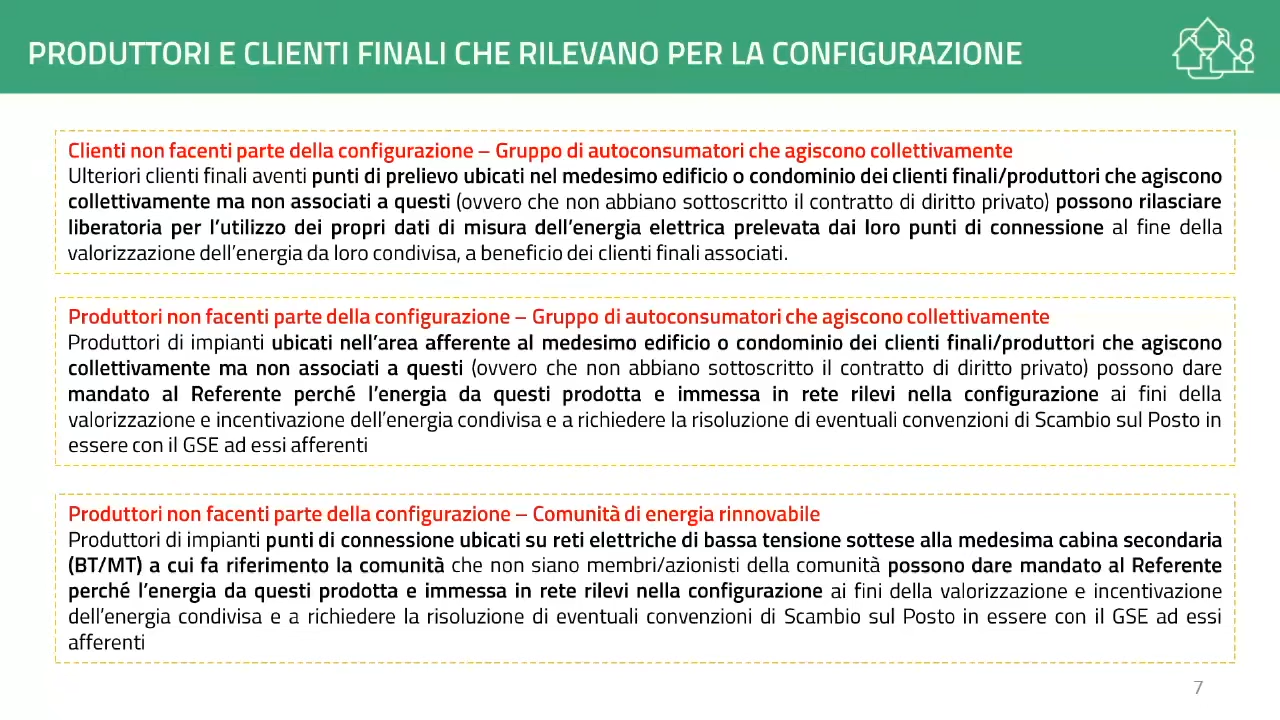 PRODUTTORI E CLIENTI FINALI CHE RILEVANO PER LA CONFIGURAZIONE
Clienti non facenti parte della configurazione – Gruppo di autoconsumatori che agiscono collettivamente
Ulteriori clienti finali aventi punti di prelievo ubicati nel medesimo edificio o condominio dei clienti finali/produttori che agiscono
collettivamente ma non associati a questi (ovvero che non abbiano sottoscritto il contratto di diritto privato) possono rilasciare
liberatoria per l’utilizzo dei propri dati di misura dell’energia elettrica prelevata dai loro punti di connessione al fine della
valorizzazione dell’energia da loro condivisa, a beneficio dei clienti finali associati.
Produttori non facenti parte della configurazione – Gruppo di autoconsumatori che agiscono collettivamente
Produttori di impianti ubicati nell’area afferente al medesimo edificio o condominio dei clienti finali/produttori che agiscono
collettivamente ma non associati a questi (ovvero che non abbiano sottoscritto il contratto di diritto privato) possono dare
mandato al Referente perché l’energia da questi prodotta e immessa in rete rilevi nella configurazione ai fini della
valorizzazione e incentivazione dell’energia condivisa e a richiedere la risoluzione di eventuali convenzioni di Scambio sul Posto in
essere con il GSE ad essi afferenti
Produttori non facenti parte della configurazione – Comunità di energia rinnovabile
Produttori di impianti punti di connessione ubicati su reti elettriche di bassa tensione sottese alla medesima cabina secondaria
(BT/MT) a cui fa riferimento la comunità che non siano membri/azionisti della comunità possono dare mandato al Referente
perché l’energia da questi prodotta e immessa in rete rilevi nella configurazione ai fini della valorizzazione e incentivazione
dell’energia condivisa e a richiedere la risoluzione di eventuali convenzioni di Scambio sul Posto in essere con il GSE ad essi
afferenti
7